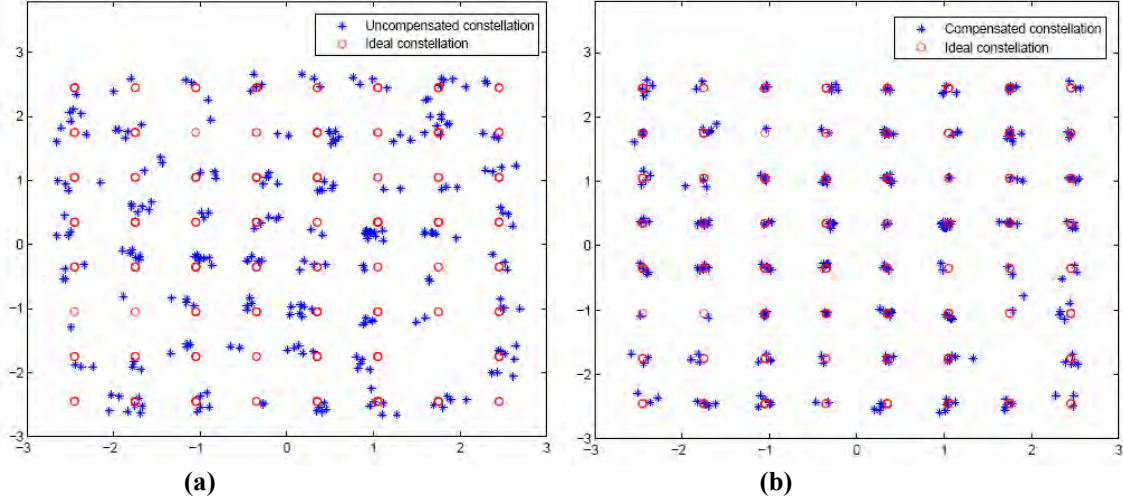 Uncompensated constellation
Ideal constellation
3
2
1
0
−1
−2
−3
−3 −2 −1 0 1 2 3
(a)
Compensated constellation
Ideal constellation
3
2
1
0
−1
−2
−3
−3 −2 −1 0 1 2 3
(b)